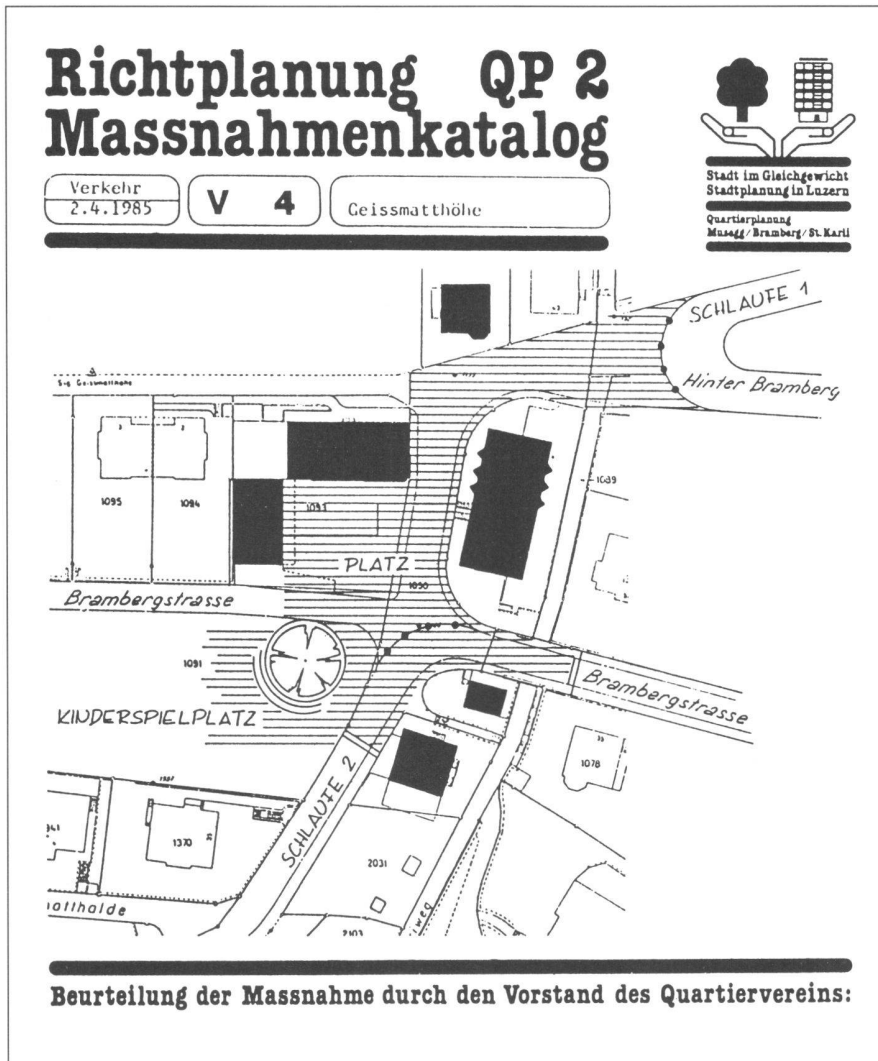 Richtplanung QP 2
Massnahmenkatalog
Verkehr
2.4.1985
V 4
Geissmatthöhe
Stadt im Gleichgewicht
Stadtplanung in Luzern
Quartierplanung
Musegg/Bramberg/St. Karli
SCHLAUFE 1
Hinter Bramberg
1095
1094
1093
1089
PLATZ
1090
Brambergstrasse
1091
Brambergstrasse
KINDERSPIELPLATZ
1078
SCHLAUFE 2
1370
2031
2103
Beurteilung der Massnahme durch den Vorstand des Quartiervereins: